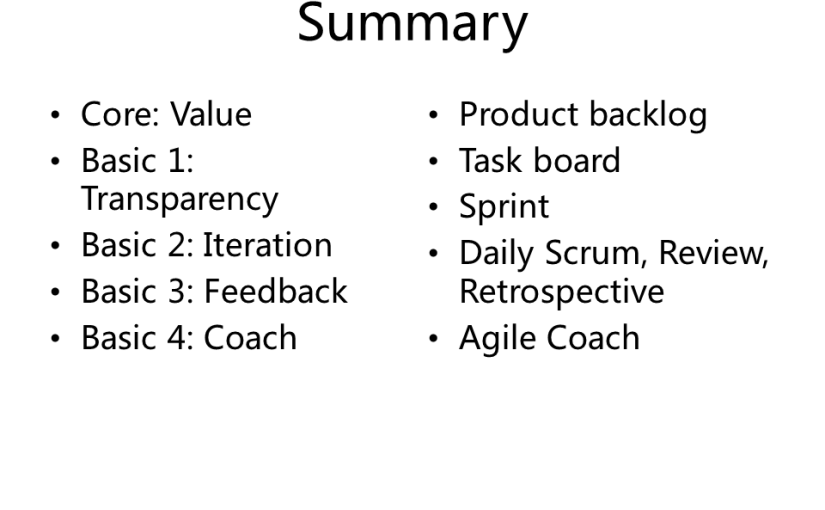 Summary
• Core: Value
• Basic 1:
Transparency
• Basic 2: Iteration
• Basic 3: Feedback
• Basic 4: Coach
• Product backlog
• Task board
• Sprint
• Daily Scrum, Review,
Retrospective
• Agile Coach